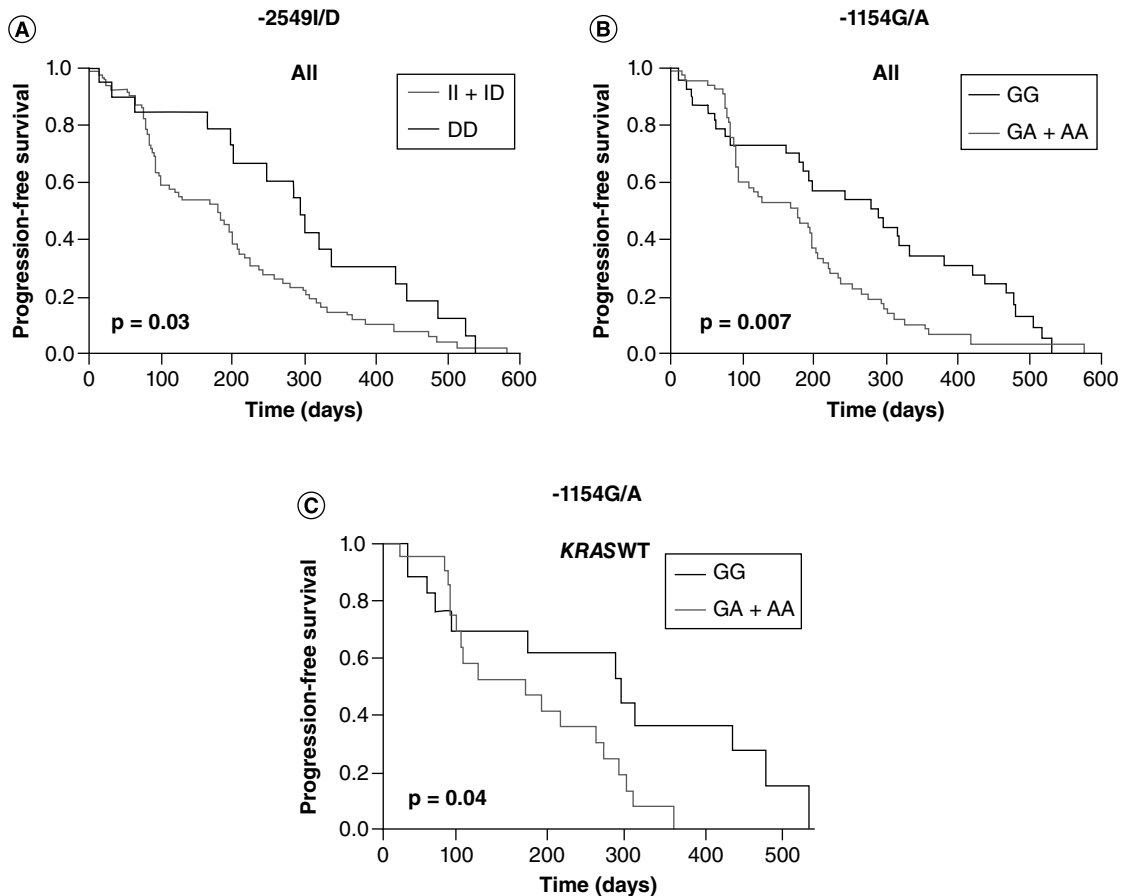 A
-2549I/D
All
II + ID
DD
p = 0.03
Progression-free survival
1.0
0.8
0.6
0.4
0.2
0.0
0 100 200 300 400 500 600
Time (days)
B
-1154G/A
All
GG
GA + AA
p = 0.007
Progression-free survival
1.0
0.8
0.6
0.4
0.2
0.0
0 100 200 300 400 500 600
Time (days)
C
-1154G/A
KRASWT
GG
GA + AA
p = 0.04
Progression-free survival
1.0
0.8
0.6
0.4
0.2
0.0
0 100 200 300 400 500
Time (days)